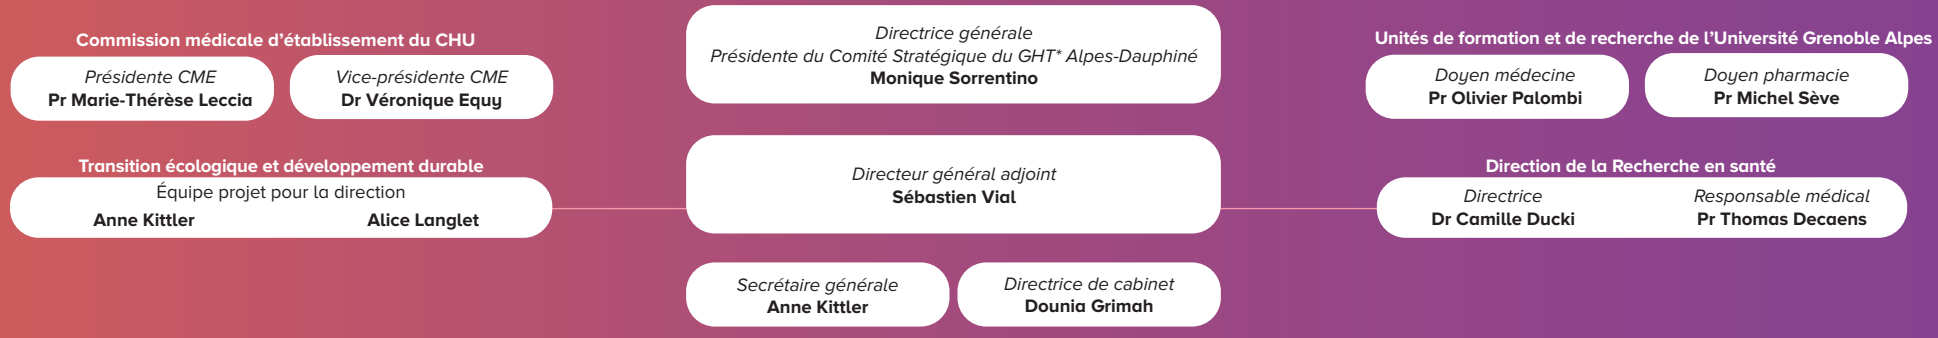 Commission médicale d'établissement du CHU
Présidente CME
Pr Marie-Thérèse Leccia
Vice-présidente CME
Dr Véronique Equy
Directrice générale
Présidente du Comité Stratégique du GHT* Alpes-Dauphiné
Monique Sorrentino
Unités de formation et de recherche de l'Université Grenoble Alpes
Doyen médecine
Pr Olivier Palombi
Doyen pharmacie
Pr Michel Sève
Transition écologique et développement durable
Équipe projet pour la direction
Anne Kittler
Alice Langlet
Directeur général adjoint
Sébastien Vial
Direction de la Recherche en santé
Directrice
Dr Camille Ducki
Responsable médical
Pr Thomas Decaens
Secrétaire générale
Anne Kittler
Directrice de cabinet
Dounia Grimah